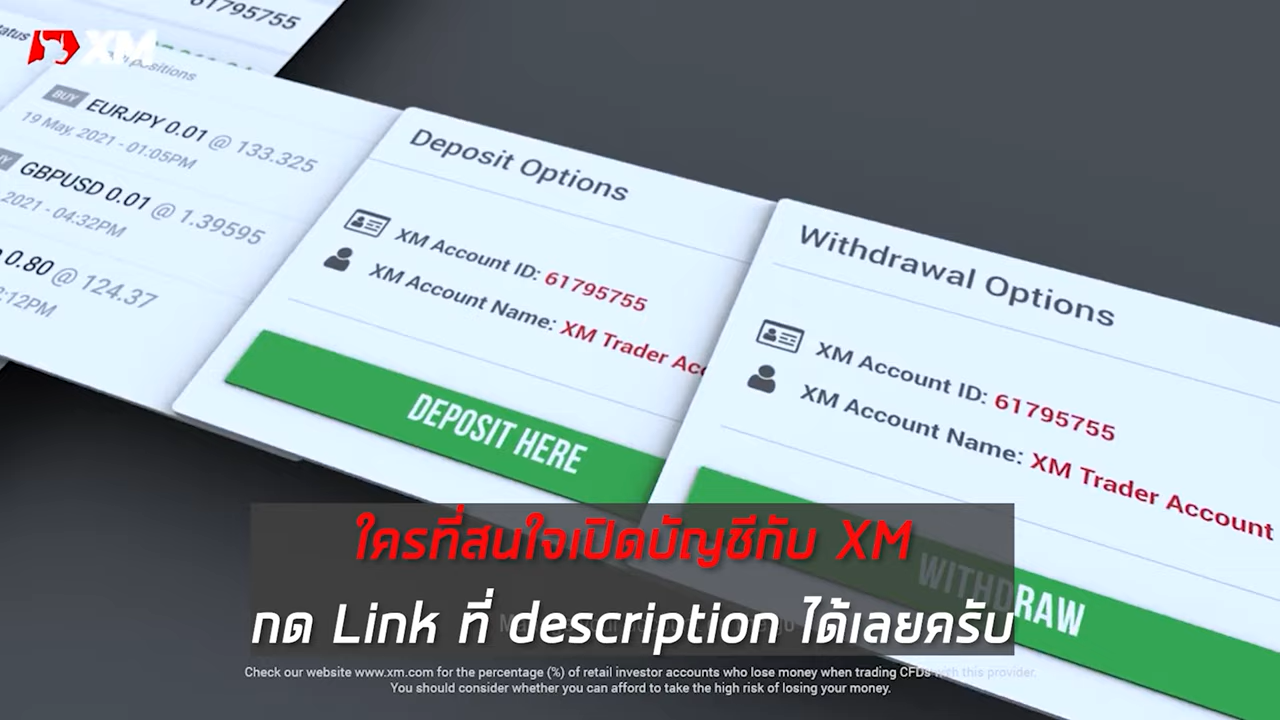 61795755
XM
positions
BUY EURJPY 0.01 @ 133.325
19 May, 2021 - 01:05PM
GBPUSD 0.01 @ 1.39595
2021 - 04:32PM
0.80 @ 124.37
:12PM
Deposit Options
XM Account ID: 61795755
XM Account Name: XM Trader
DEPOSIT HERE
Withdrawal Options
XM Account ID: 61795755
XM Account Name: XM Trader Account
WITHDRAW
ใครที่สนใจเปิดบัญชีกับ XM
กด Link ที่ description ได้เลยครับ
Check our website www.xm.com for the percentage (%) of retail investor accounts who lose money when trading CFDs with this provider.
You should consider whether you can afford to take the high risk of losing your money.